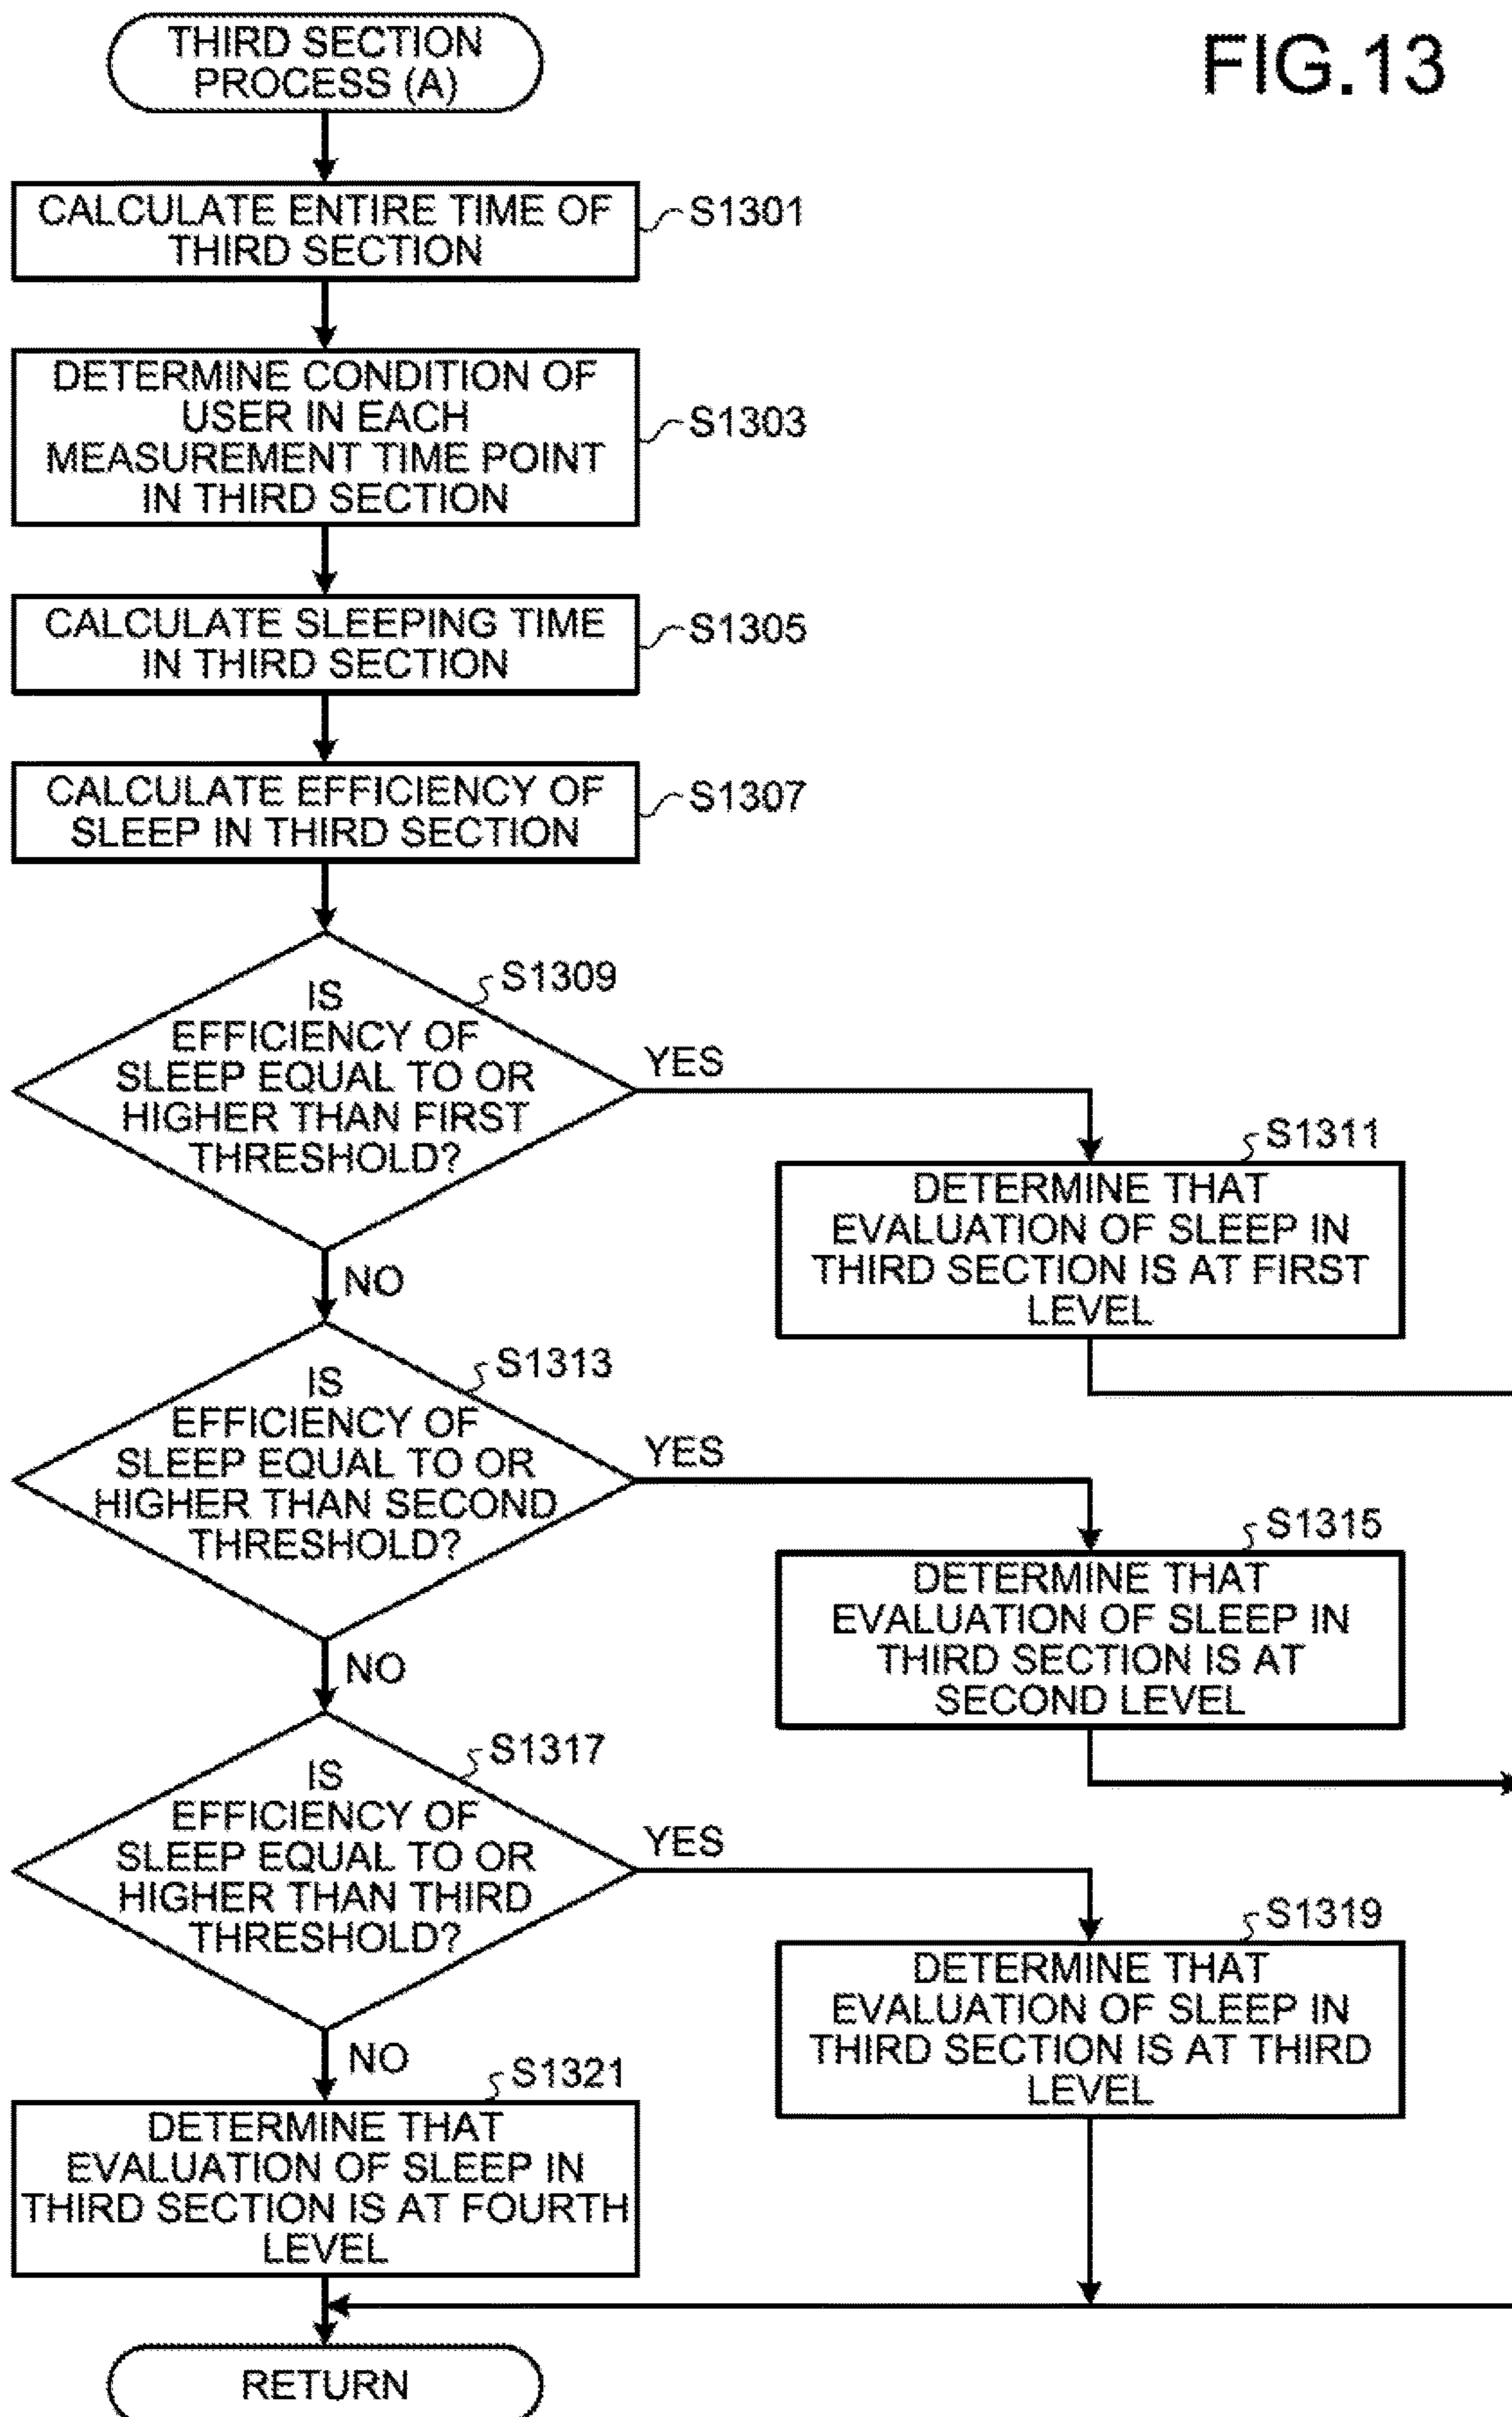 FIG.13
THIRD SECTION
PROCESS (A)
CALCULATE ENTIRE TIME OF
THIRD SECTION
S1301
DETERMINE CONDITION OF
USER IN EACH
MEASUREMENT TIME POINT
IN THIRD SECTION
S1303
CALCULATE SLEEPING TIME
IN THIRD SECTION
S1305
CALCULATE EFFICIENCY OF
SLEEP IN THIRD SECTION
S1307
S1309
IS
EFFICIENCY OF
SLEEP EQUAL TO OR
HIGHER THAN FIRST
THRESHOLD?
YES
NO
S1311
DETERMINE THAT
EVALUATION OF SLEEP IN
THIRD SECTION IS AT FIRST
LEVEL
S1313
IS
EFFICIENCY OF
SLEEP EQUAL TO OR
HIGHER THAN SECOND
THRESHOLD?
YES
NO
S1315
DETERMINE THAT
EVALUATION OF SLEEP IN
THIRD SECTION IS AT
SECOND LEVEL
S1317
IS
EFFICIENCY OF
SLEEP EQUAL TO OR
HIGHER THAN THIRD
THRESHOLD?
YES
NO
S1319
DETERMINE THAT
EVALUATION OF SLEEP IN
THIRD SECTION IS AT THIRD
LEVEL
S1321
DETERMINE THAT
EVALUATION OF SLEEP IN
THIRD SECTION IS AT FOURTH
LEVEL
RETURN